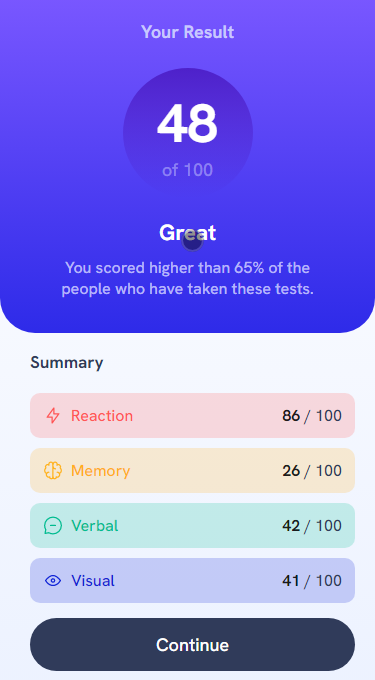 Your Result
48
of 100
Great
You scored higher than 65% of the
people who have taken these tests.
Summary
Reaction 86 / 100
Memory 26 / 100
Verbal 42 / 100
Visual 41 / 100
Continue